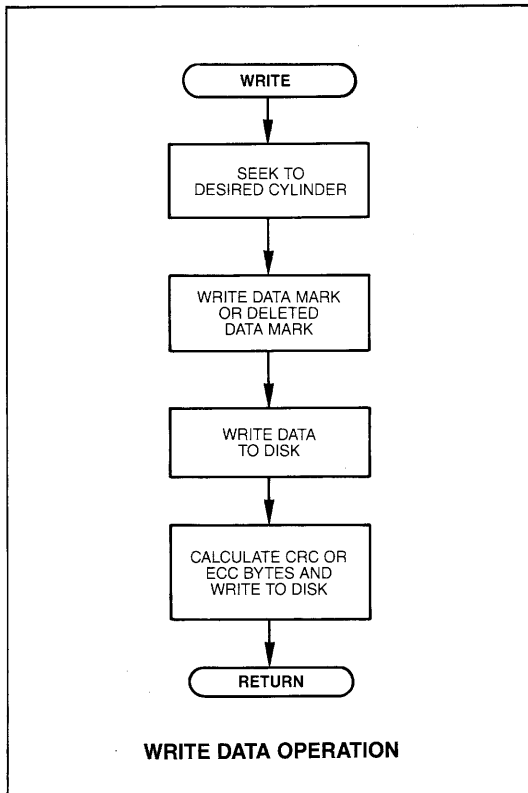 WRITE
SEEK TO
DESIRED CYLINDER
WRITE DATA MARK
OR DELETED
DATA MARK
WRITE DATA
TO DISK
CALCULATE CRC OR
ECC BYTES AND
WRITE TO DISK
RETURN
WRITE DATA OPERATION